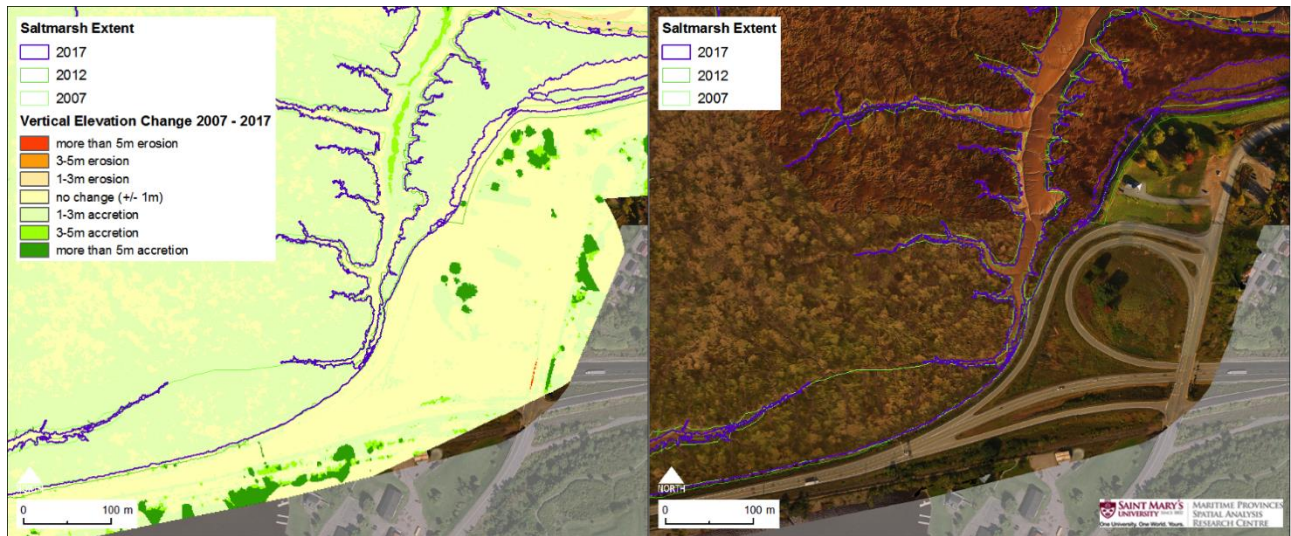 Saltmarsh Extent
2017
2012
2007
Vertical Elevation Change 2007 - 2017
more than 5m erosion
3-5m erosion
1-3m erosion
no change (+/- 1m)
1-3m accretion
3-5m accretion
more than 5m accretion
NORTH
0 100 m
Saltmarsh Extent
2017
2012
2007
NORTH
0 100 m
SAINT MARY'S
UNIVERSITY SINCE 1802
One University. One World. Yours.
MARITIME PROVINCES
SPATIAL ANALYSIS
RESEARCH CENTRE